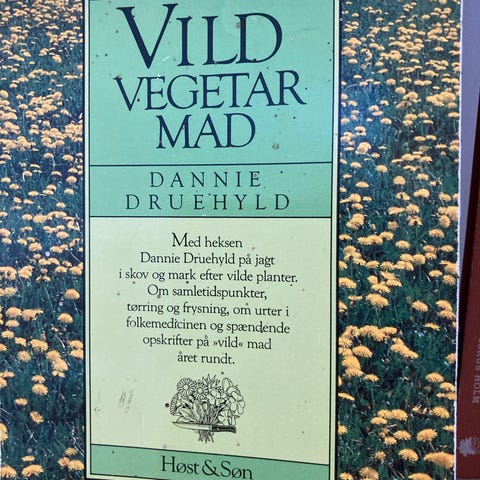 VILD
VEGETAR
MAD
DANNIE
DRUEHYLD
Med heksen
Dannie Druehyld på jagt
i skov og mark efter vilde planter.
Om samletidspunkter,
tørring og frysning, om urter i
folkemedicinen og spændende
opskrifter på »vild« mad
året rundt.
Høst & Søn
HOLM